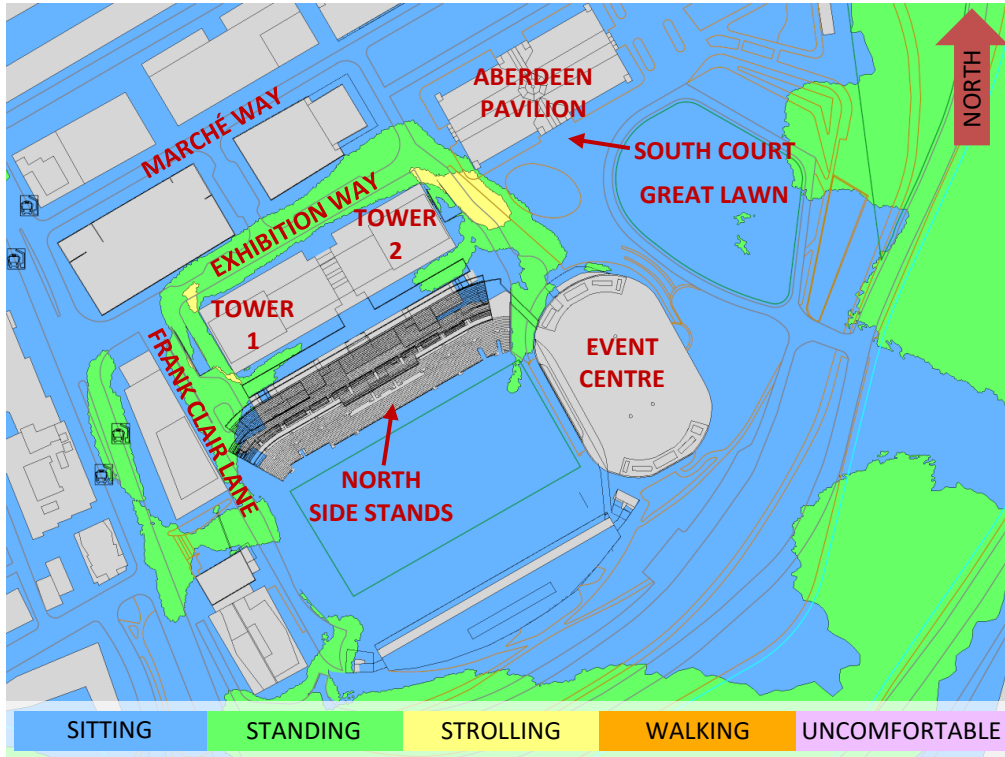 ABERDEEN
PAVILION
NORTH
MARCHÉ WAY
SOUTH COURT
GREAT LAWN
EXHIBITION WAY
TOWER
2
TOWER
1
FRANK CLAIR LANE
EVENT
CENTRE
NORTH
SIDE STANDS
SITTING
STANDING
STROLLING
WALKING
UNCOMFORTABLE